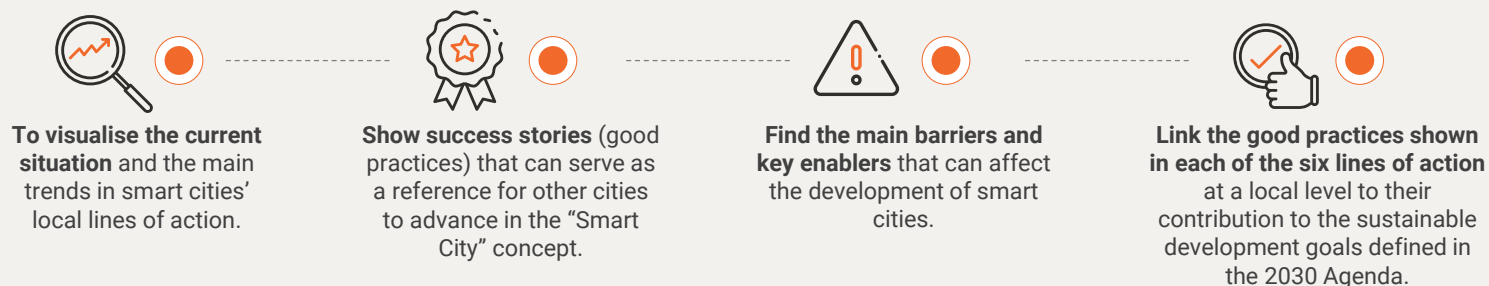 To visualise the current
situation and the main
trends in smart cities’
local lines of action.
Show success stories (good
practices) that can serve as
a reference for other cities
to advance in the “Smart
City” concept.
Find the main barriers and
key enablers that can affect
the development of smart
cities.
Link the good practices shown
in each of the six lines of action
at a local level to their
contribution to the sustainable
development goals defined in
the 2030 Agenda.